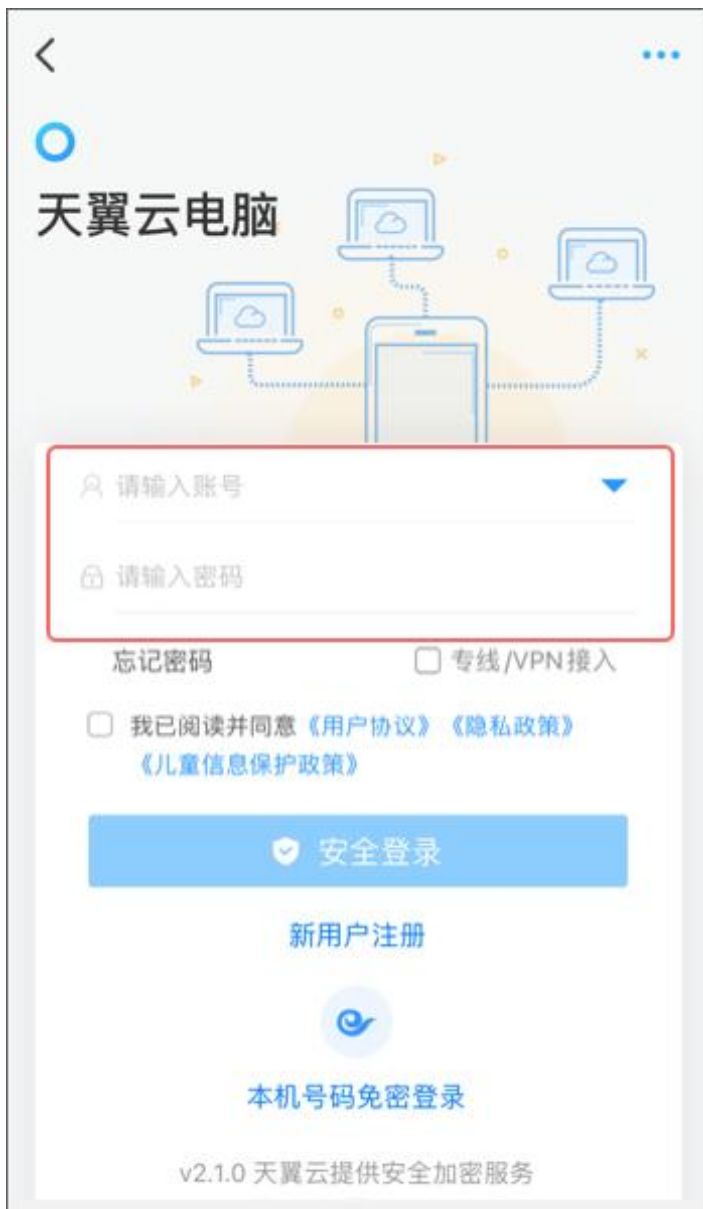 天翼云电脑
请输入账号
请输入密码
忘记密码 专线/VPN接入
我已阅读并同意《用户协议》《隐私政策》
《儿童信息保护政策》
安全登录
新用户注册
本机号码免密登录
v2.1.0 天翼云提供安全加密服务